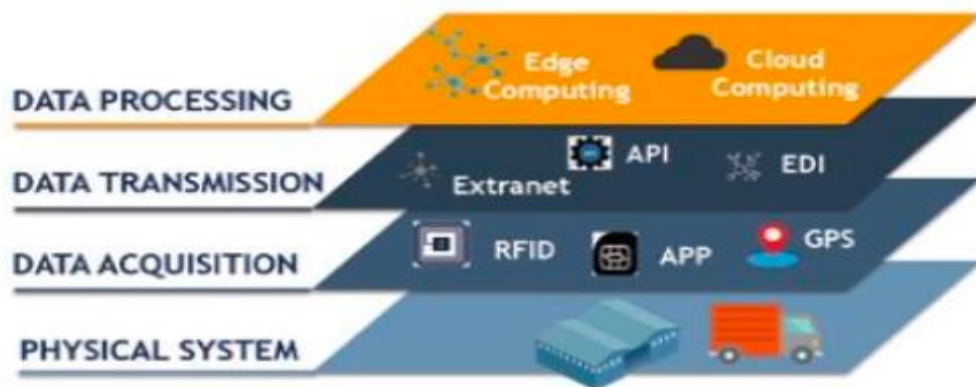 Edge
Computing
Cloud
Computing
DATA PROCESSING
API
EDI
Extranet
DATA TRANSMISSION
RFID
APP
GPS
DATA ACQUISITION
PHYSICAL SYSTEM